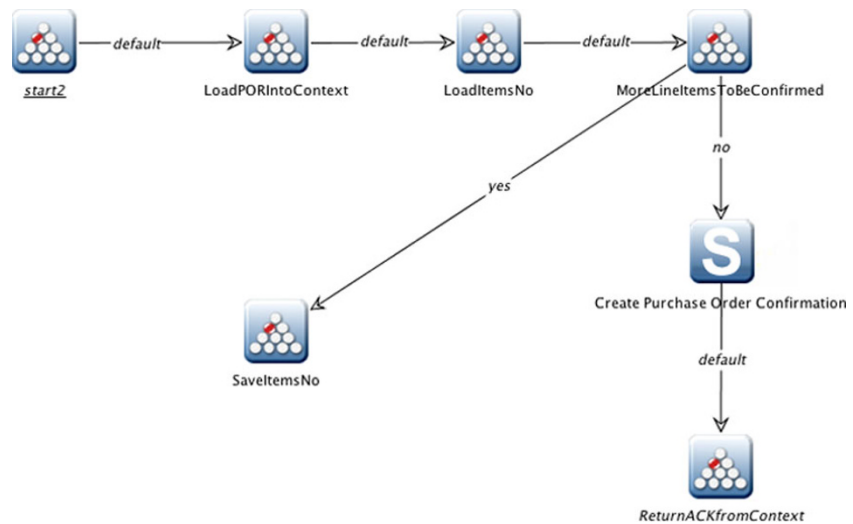 default
default
default
start2
LoadPORIntoContext
LoadItemsNo
MoreLineItemsToBeConfirmed
no
yes
S
Create Purchase Order Confirmation
default
SaveItemsNo
ReturnACKfromContext